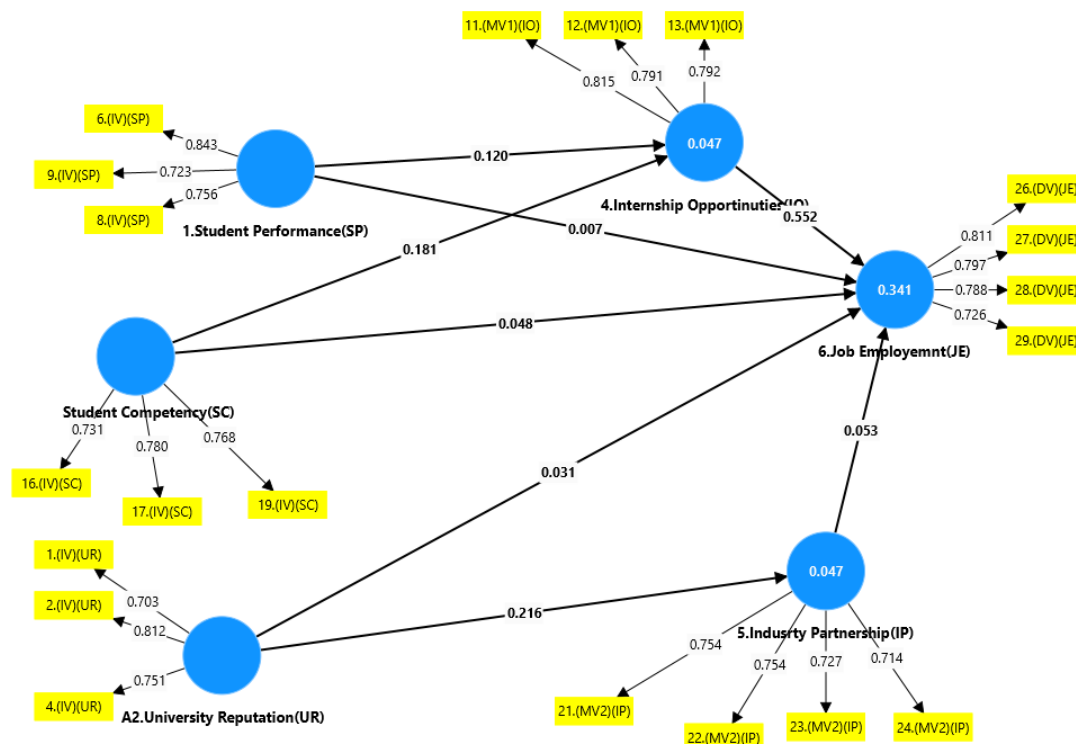 11.(MV1)(IO)
12.(MV1)(IO)
13.(MV1)(IO)
0.815
0.791
0.792
6.(IV)(SP)
9.(IV)(SP)
8.(IV)(SP)
0.843
0.723
0.756
1.Student Performance(SP)
0.120
0.047
4.Internship Opportinuties(IO)
0.552
0.007
0.181
26.(DV)(JE)
27.(DV)(JE)
28.(DV)(JE)
29.(DV)(JE)
0.811
0.797
0.788
0.726
0.341
6.Job Employemnt(JE)
0.048
Student Competency(SC)
0.731
0.780
0.768
16.(IV)(SC)
17.(IV)(SC)
19.(IV)(SC)
0.031
0.053
1.(IV)(UR)
2.(IV)(UR)
4.(IV)(UR)
0.703
0.812
0.751
A2.University Reputation(UR)
0.216
0.047
5.Indusrty Partnership(IP)
0.754
0.754
0.727
0.714
21.(MV2)(IP)
22.(MV2)(IP)
23.(MV2)(IP)
24.(MV2)(IP)